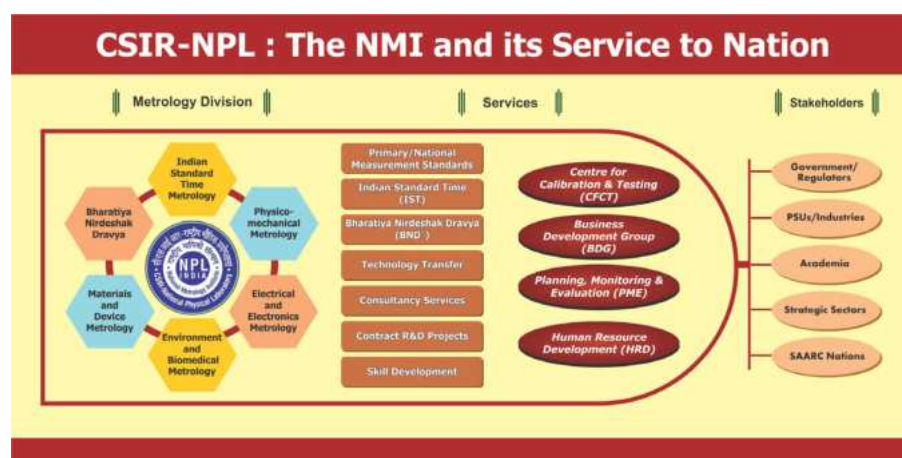 CSIR-NPL : The NMI and its Service to Nation
Metrology Division
Services
Stakeholders
Indian
Standard
Time
Metrology
Bharatiya
Nirdeshak
Dravya
Physico-
mechanical
Metrology
NPL
INDIA
CSIR-National Physical Laboratory
Materials
and
Device
Metrology
Electrical
and
Electronics
Metrology
Environment
and
Biomedical
Metrology
Primary/National
Measurement Standards
Indian Standard Time
(IST)
Bharatiya Nirdeshak Dravya
(BND )
Technology Transfer
Consultancy Services
Contract R&D Projects
Skill Development
Centre for
Calibration & Testing
(CFCT)
Business
Development Group
(BDG)
Planning, Monitoring &
Evaluation (PME)
Human Resource
Development (HRD)
Government/
Regulators
PSUs/Industries
Academia
Strategic Sectors
SAARC Nations